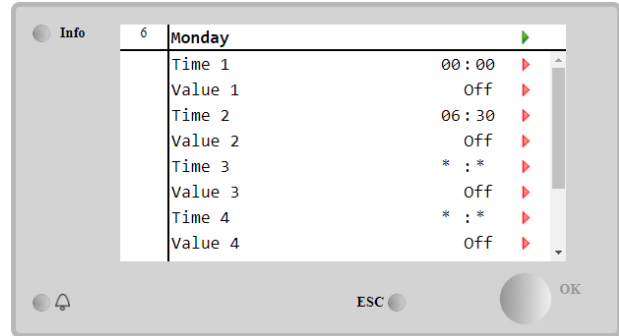 Info
6 Monday
Time 1 00:00
Value 1 Off
Time 2 06:30
Value 2 Off
Time 3 * : *
Value 3 Off
Time 4 * : *
Value 4 Off
ESC
OK